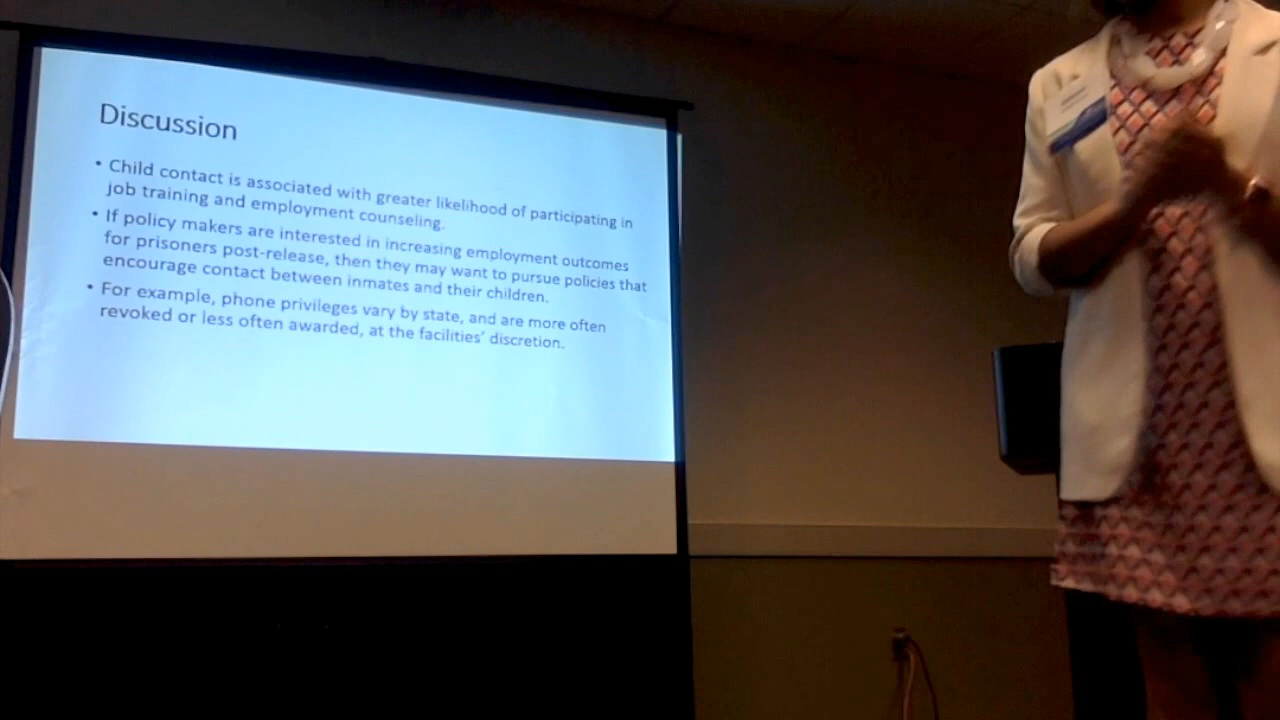 Discussion
• Child contact is associated with greater likelihood of participating in
job training and employment counseling.
• If policy makers are interested in increasing employment outcomes
for prisoners post-release, then they may want to pursue policies that
encourage contact between inmates and their children.
• For example, phone privileges vary by state, and are more often
revoked or less often awarded, at the facilities' discretion.